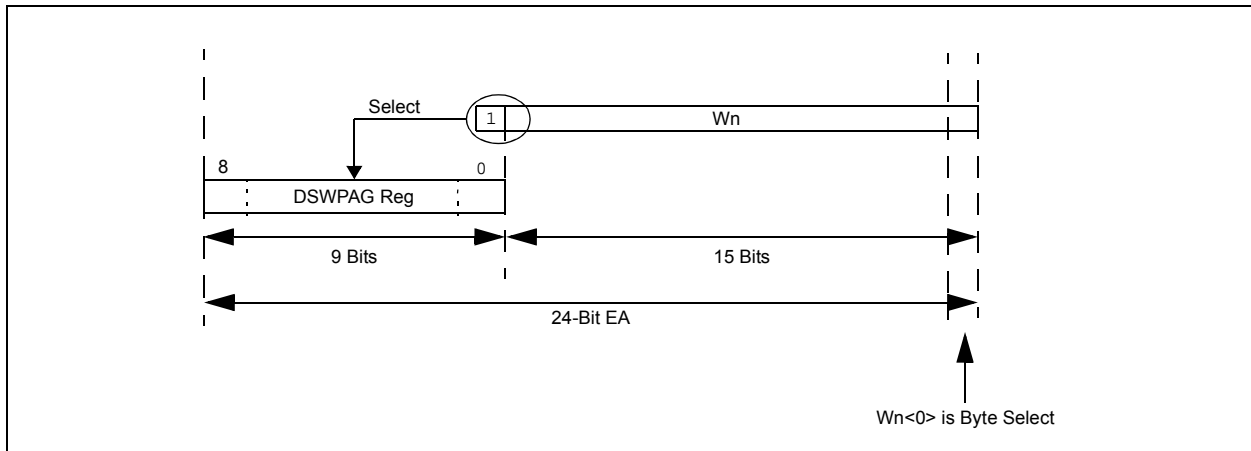 Select
1
Wn
8
0
DSWPAG Reg
9 Bits
15 Bits
24-Bit EA
Wn<0> is Byte Select